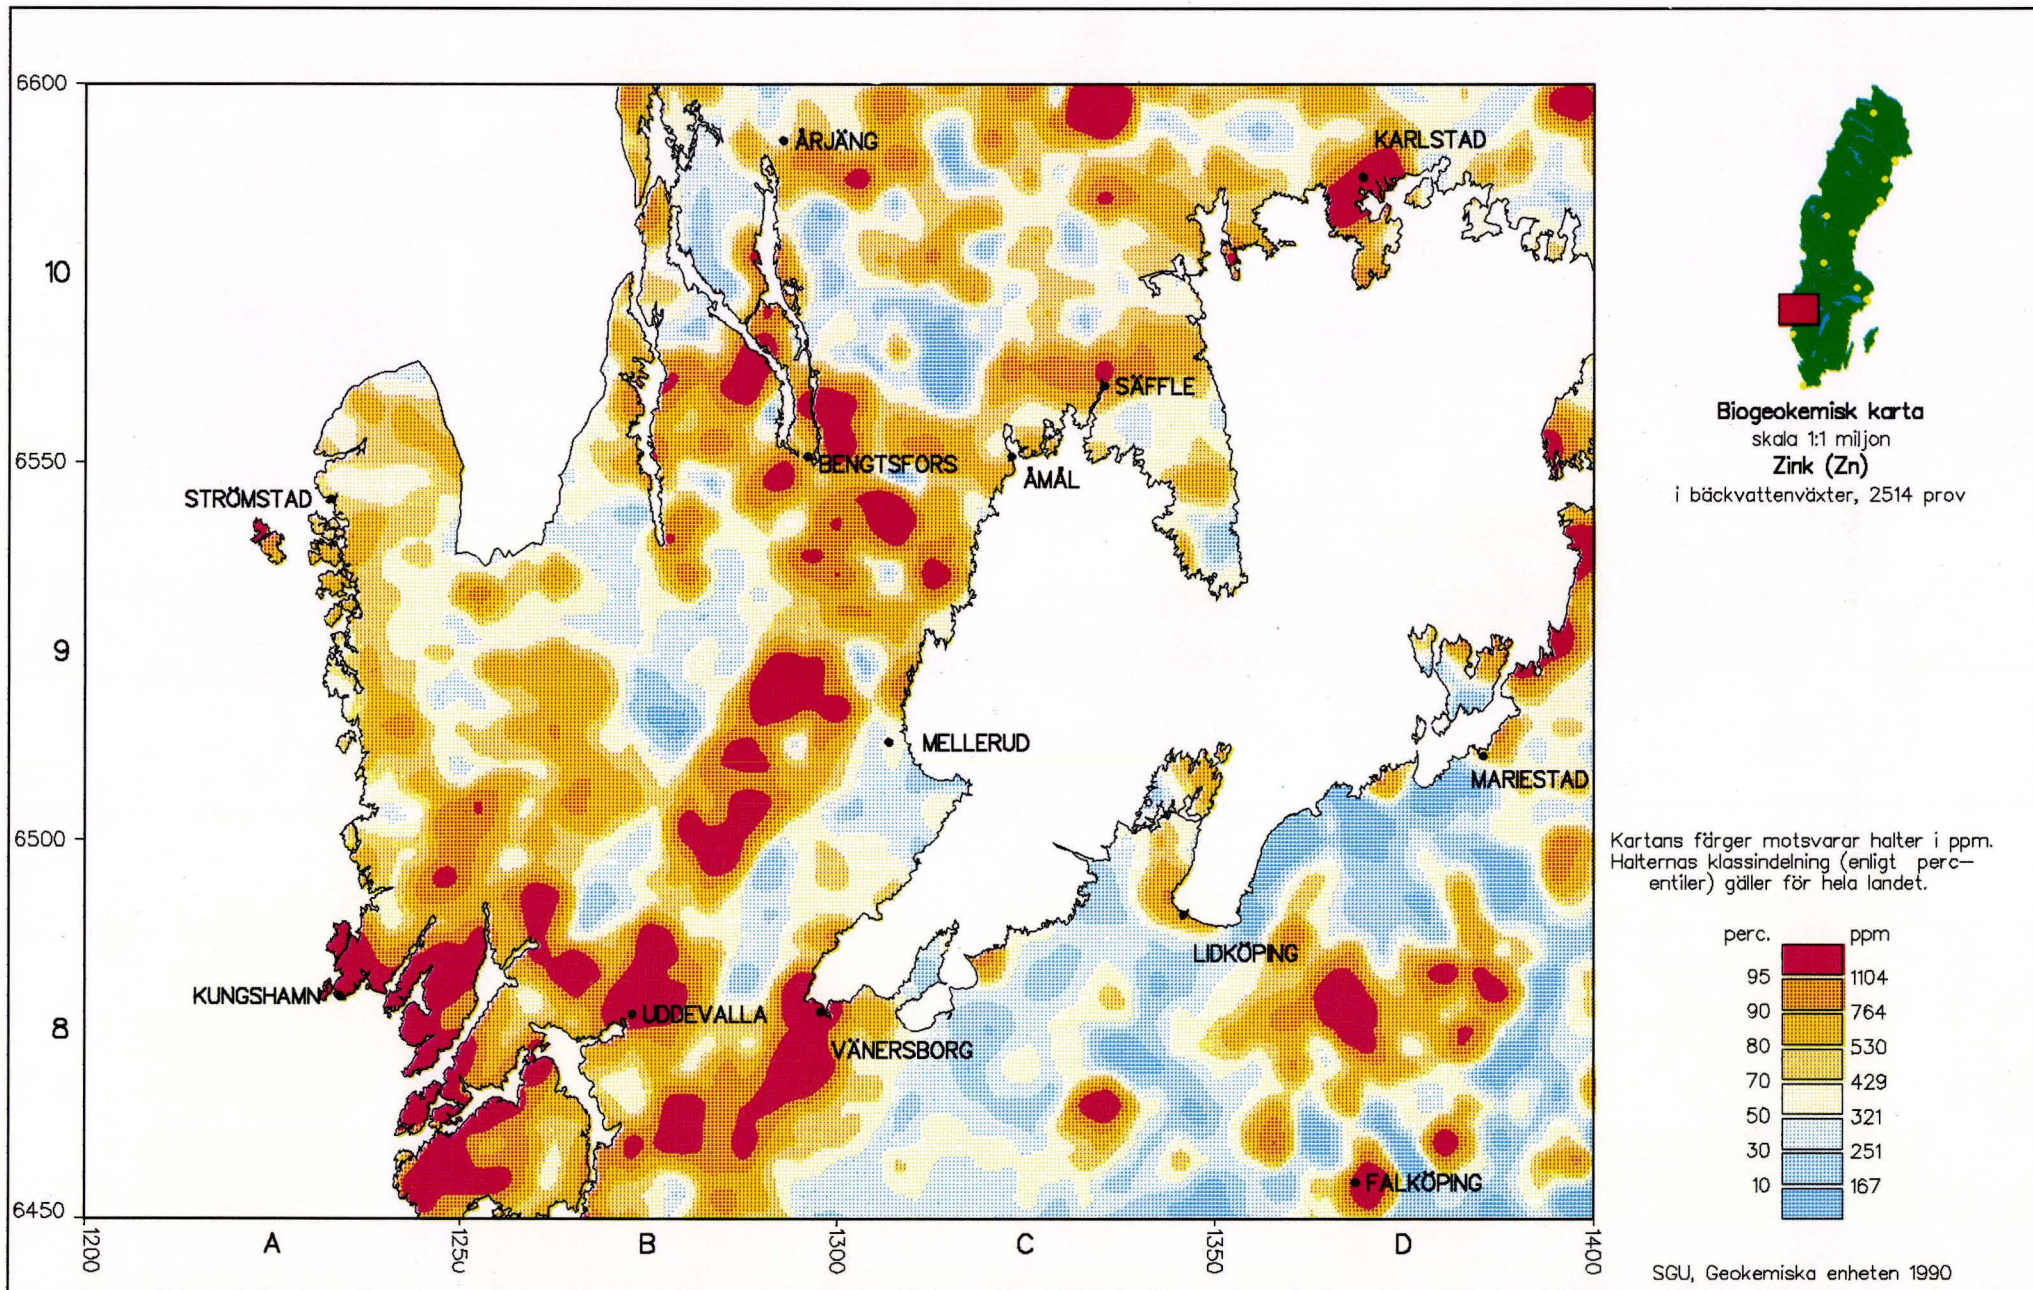 6600
ÅRJÄNG
KARLSTAD
10
SÄFFLE
6550
BENGTSFORS
ÅMÅL
STRÖMSTAD
9
MELLERUD
MARIESTAD
6500
LIDKÖPING
KUNGSHAMN
UDDEVALLA
8
VÄNERSBORG
FALKÖPING
6450
1200
A
1250
B
1300
C
1350
D
1400
Biogeokemisk karta
skala 1:1 miljon
Zink (Zn)
i bäckvattenväxter, 2514 prov
Kartans färger motsvarar halter i ppm.
Halternas klassindelning (enligt perc-
entiler) gäller för hela landet.
perc. ppm
95 1104
90 764
80 530
70 429
50 321
30 251
10 167
SGU, Geokemiska enheten 1990